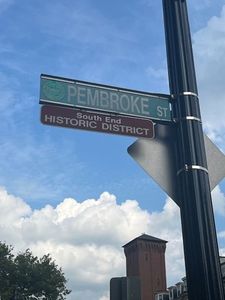 PEMBROKE ST
South End
HISTORIC DISTRICT